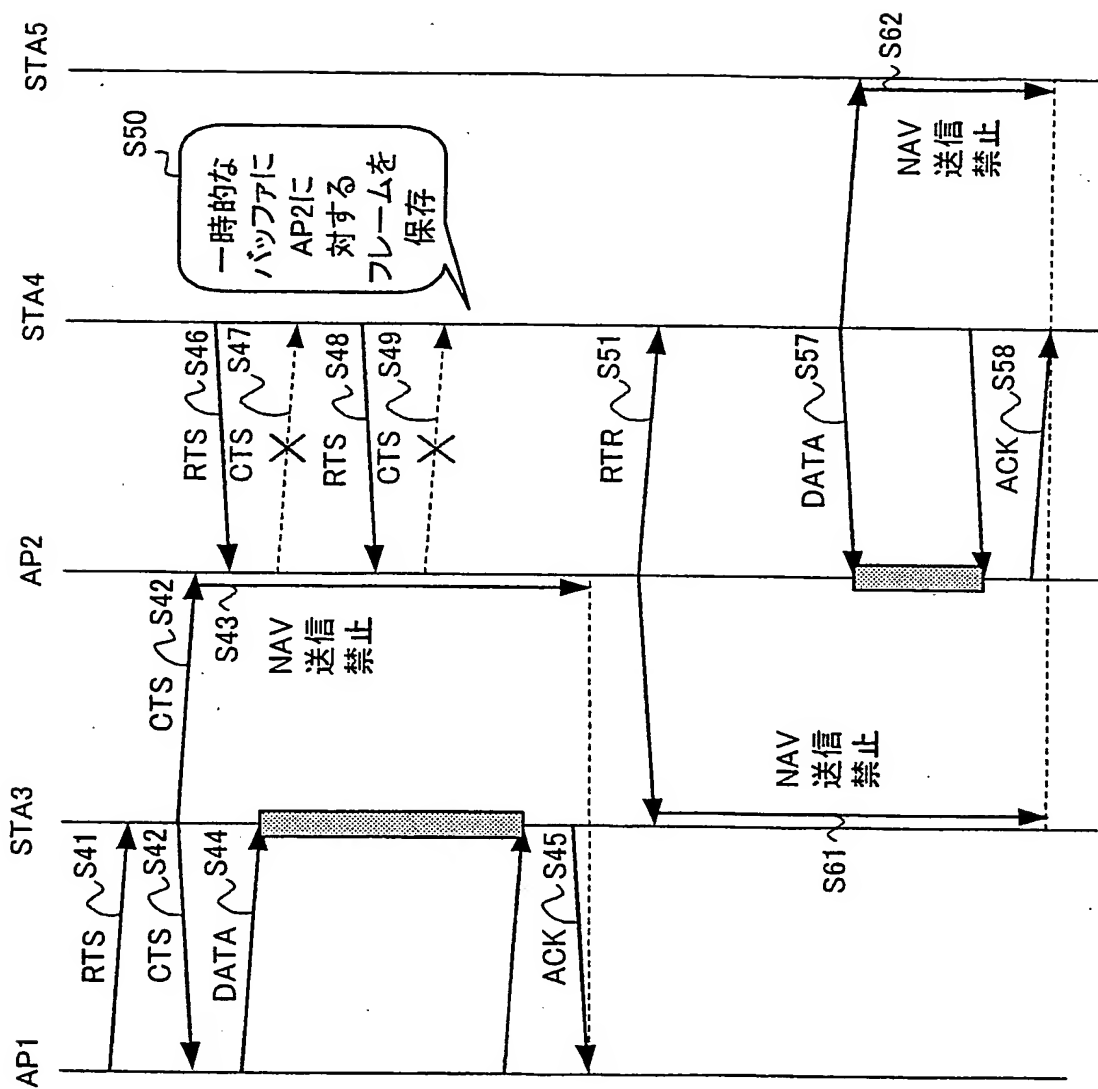 AP1
STA3
AP2
STA4
STA5
RTS
S41
CTS
S42
CTS
S42
S43
NAV
送信
禁止
DATA
S44
ACK
S45
RTS
S46
CTS
S47
RTS
S48
CTS
S49
S50
一時的な
バッファに
AP2に
対する
フレームを
保存
RTR
S51
NAV
送信
禁止
S61
DATA
S57
ACK
S58
NAV
送信
禁止
S62